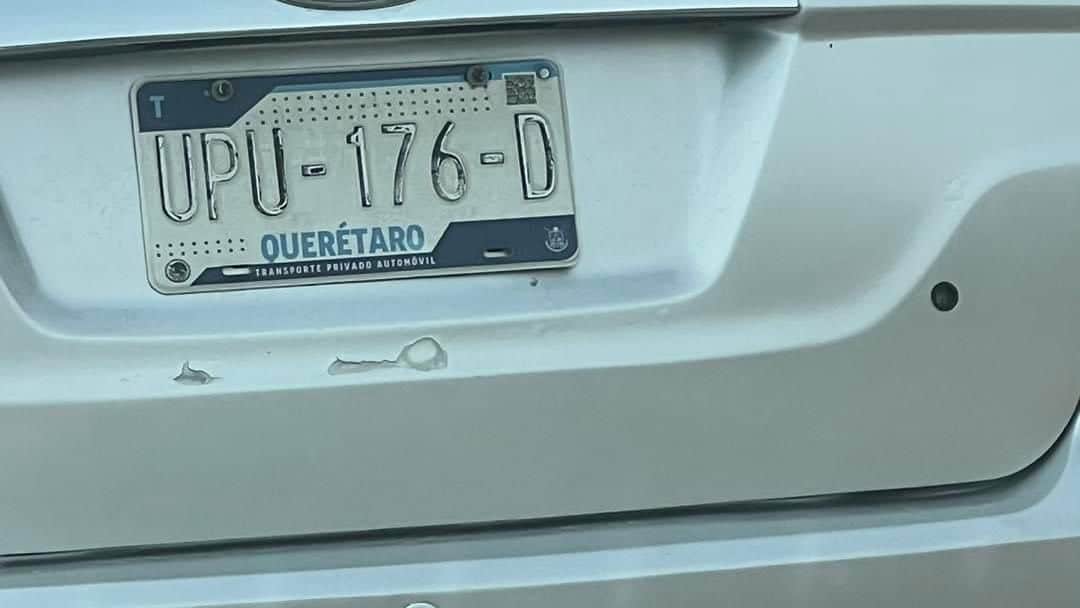 T
UPU-176-D
QUERÉTARO
TRANSPORTE PRIVADO AUTOMÓVIL